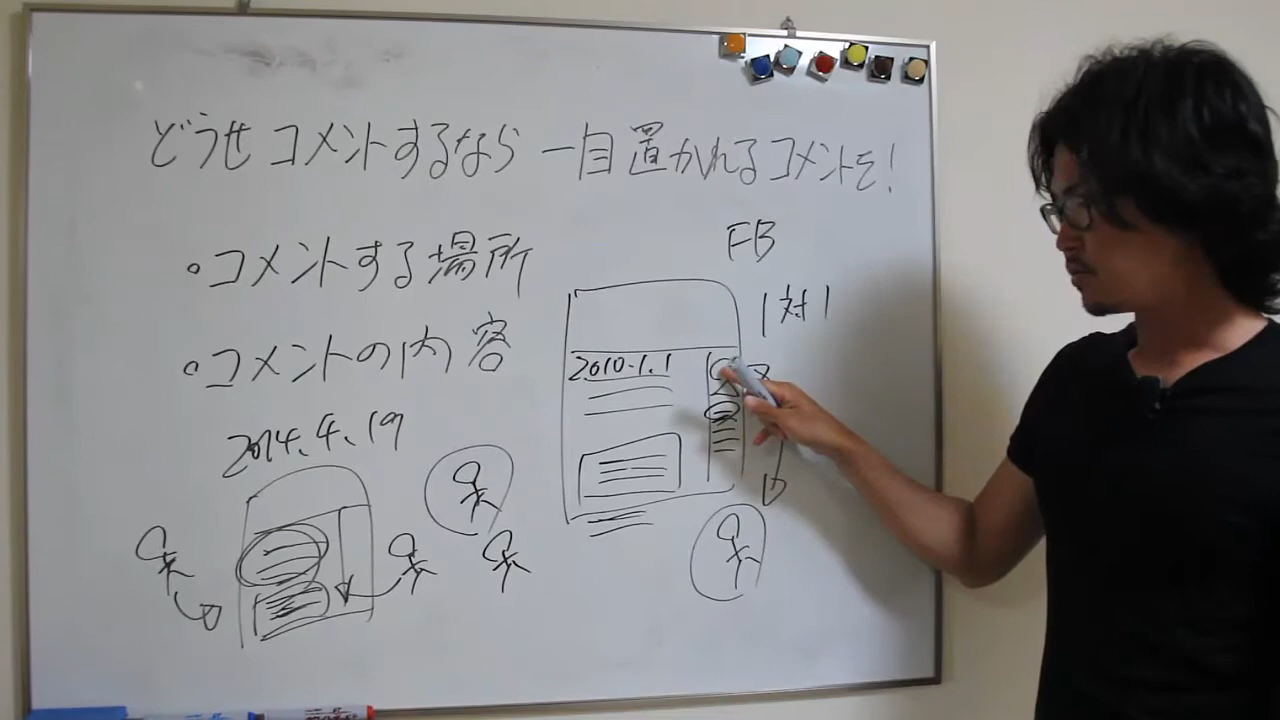 どうせコメントするなら一目置かれるコメントを!
・コメントする場所
・コメントの内容
2014.4.19
FB
1対1
2010.1.1